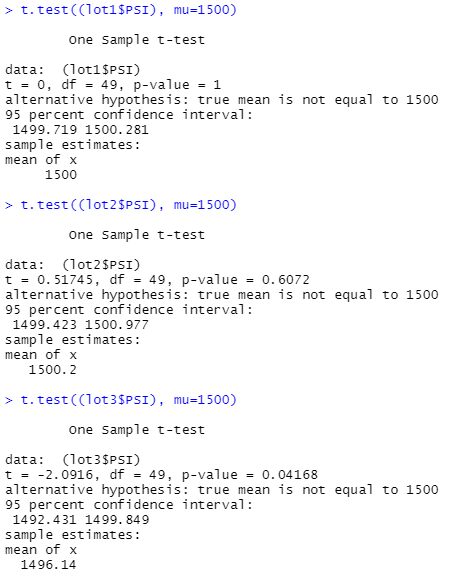 > t.test((lot1$PSI), mu=1500)
One Sample t-test
data:  (lot1$PSI)
t = 0, df = 49, p-value = 1
alternative hypothesis: true mean is not equal to 1500
95 percent confidence interval:
1499.719 1500.281
sample estimates:
mean of x
1500
> t.test((lot2$PSI), mu=1500)
One Sample t-test
data:  (lot2$PSI)
t = 0.51745, df = 49, p-value = 0.6072
alternative hypothesis: true mean is not equal to 1500
95 percent confidence interval:
1499.423 1500.977
sample estimates:
mean of x
1500.2
> t.test((lot3$PSI), mu=1500)
One Sample t-test
data:  (lot3$PSI)
t = -2.0916, df = 49, p-value = 0.04168
alternative hypothesis: true mean is not equal to 1500
95 percent confidence interval:
1492.431 1499.849
sample estimates:
mean of x
1496.14